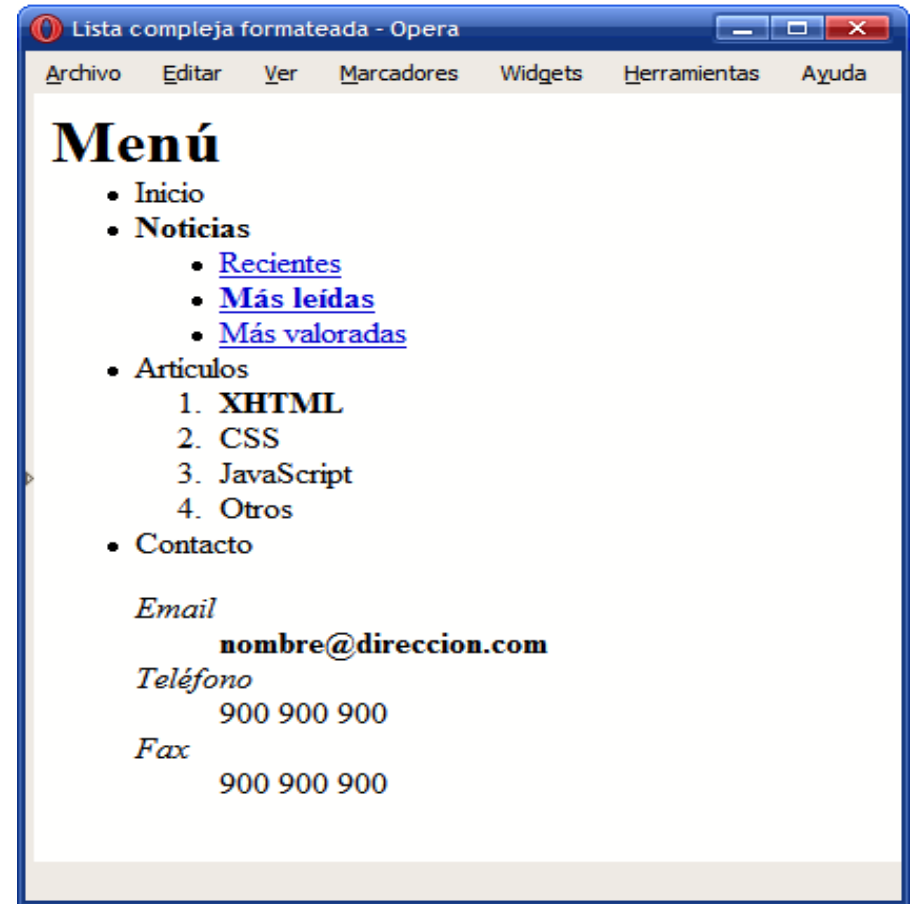 Lista compleja formateada - Opera
Archivo Editar Ver Marcadores Widgets Herramientas Ayuda
Menú
Inicio
Noticias
Recientes
Más leídas
Más valoradas
Artículos
1. XHTML
2. CSS
3. JavaScript
4. Otros
Contacto
Email
nombre@direccion.com
Teléfono
900 900 900
Fax
900 900 900